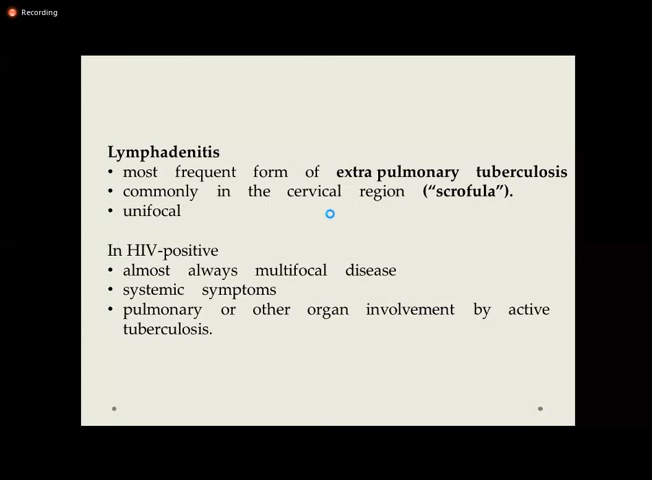 Recording
Lymphadenitis
• most frequent form of extra pulmonary tuberculosis
• commonly in the cervical region (“scrofula”).
• unifocal
In HIV-positive
• almost always multifocal disease
• systemic symptoms
• pulmonary or other organ involvement by active
tuberculosis.